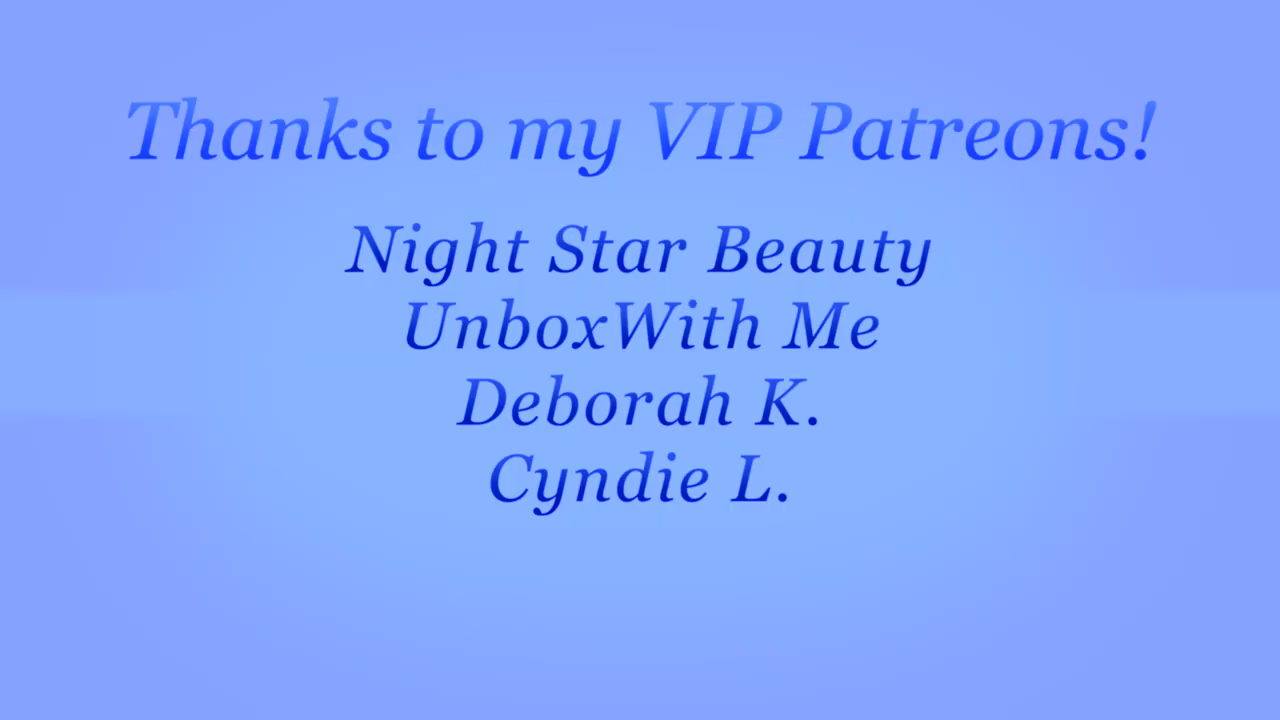 Thanks to my VIP Patreons!
Night Star Beauty
UnboxWith Me
Deborah K.
Cyndie L.